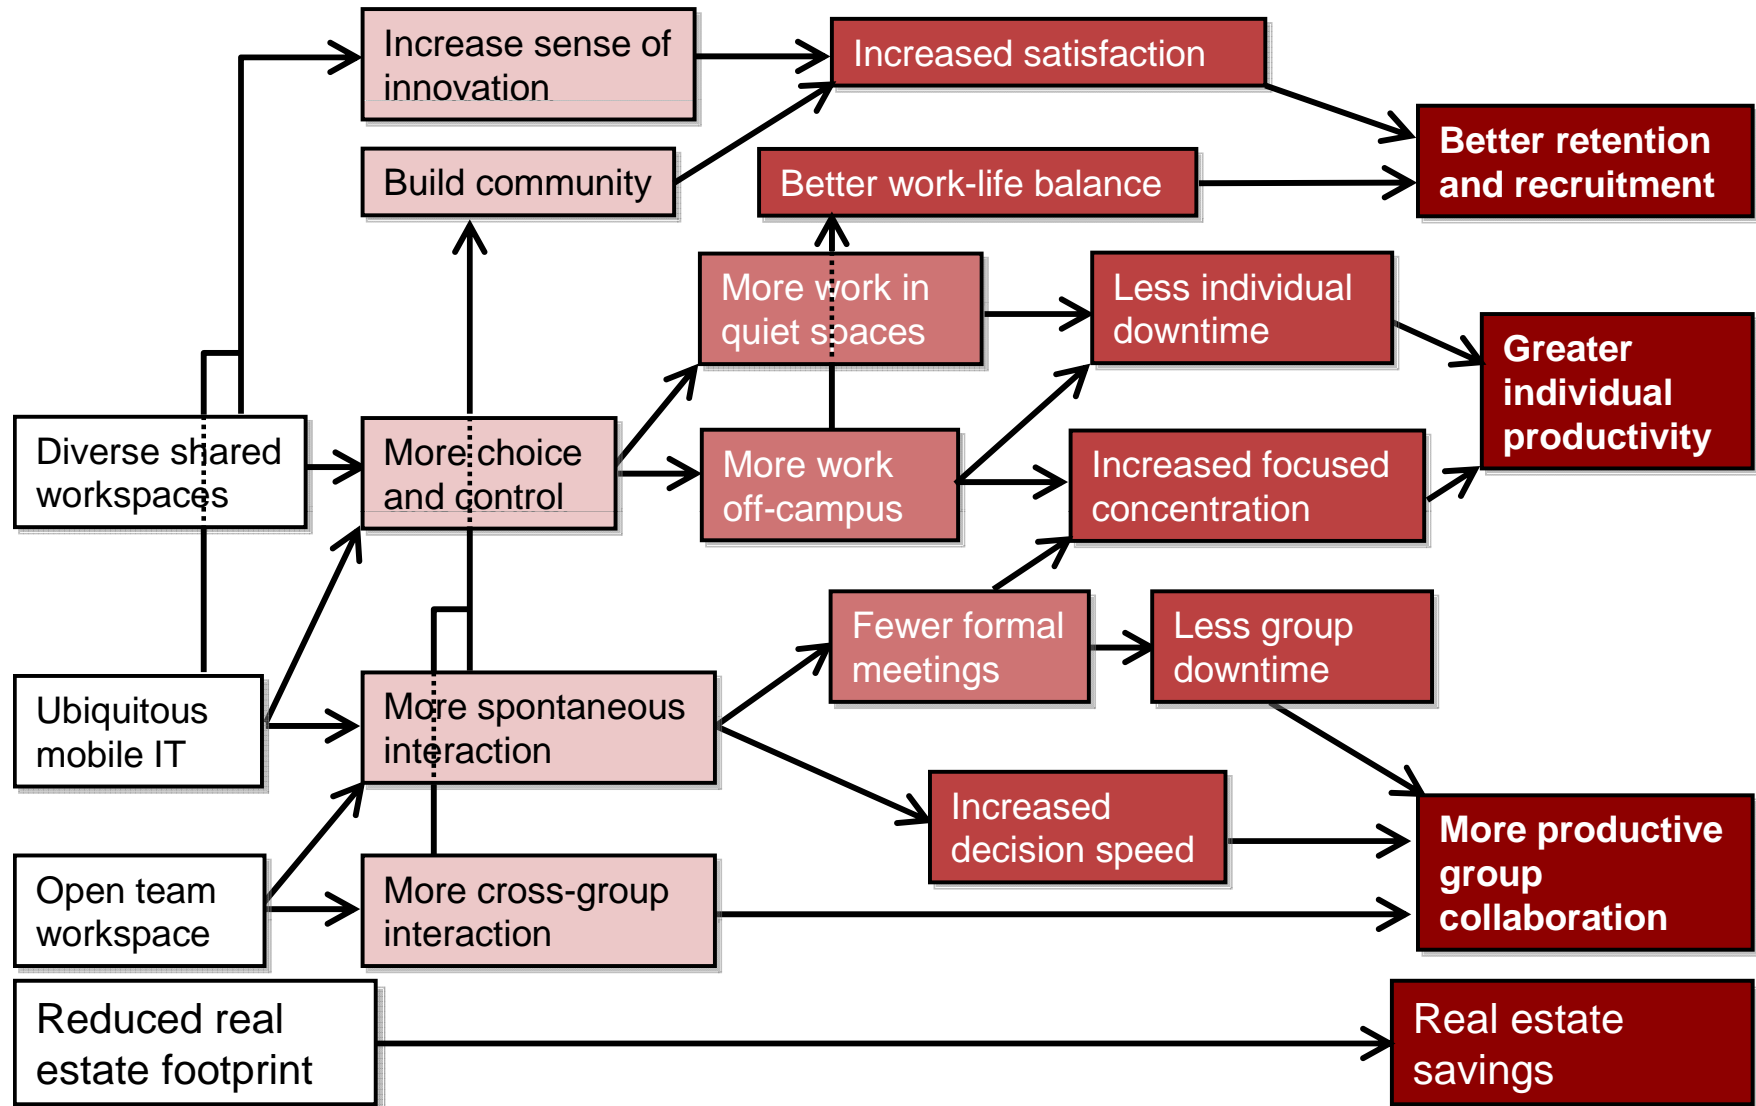 Increase sense of
innovation
Increased satisfaction
Better retention
and recruitment
Build community
Better work-life balance
More work in
quiet spaces
Less individual
downtime
Greater
individual
productivity
Diverse shared
workspaces
More choice
and control
More work
off-campus
Increased focused
concentration
Fewer formal
meetings
Less group
downtime
Ubiquitous
mobile IT
More spontaneous
interaction
Increased
decision speed
More productive
group
collaboration
Open team
workspace
More cross-group
interaction
Reduced real
estate footprint
Real estate
savings